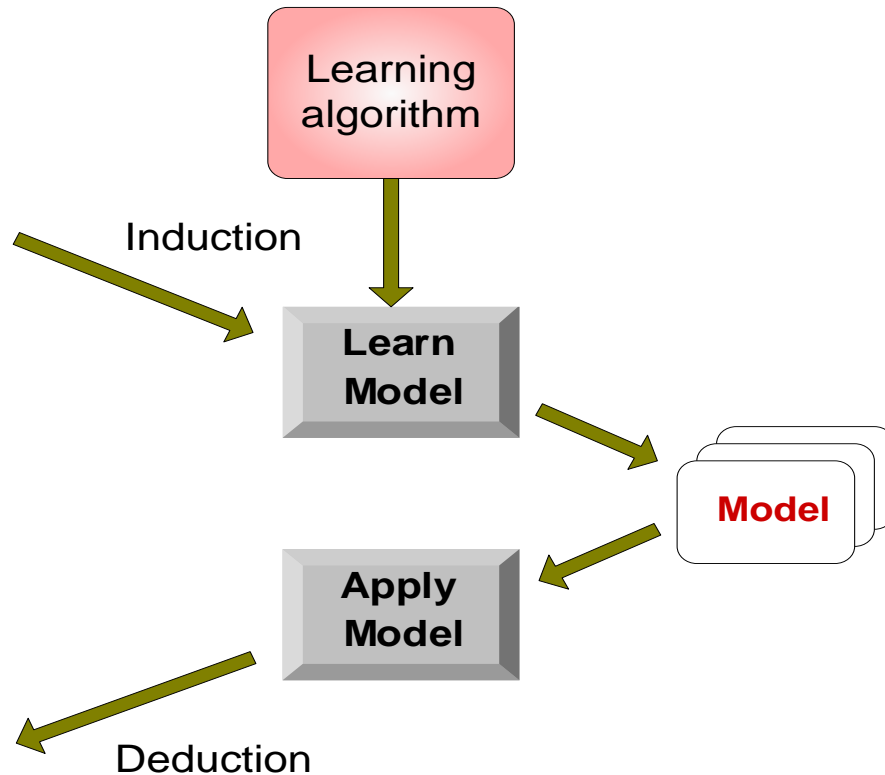 Learning
algorithm
Induction
Learn
Model
Model
Apply
Model
Deduction